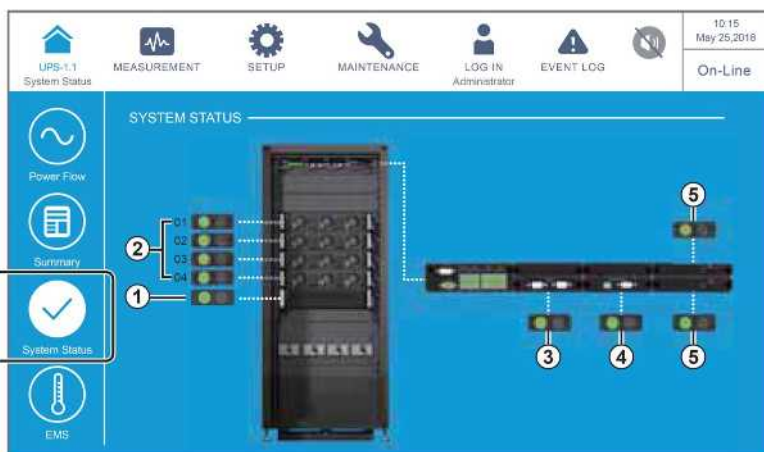 10:15
May 25,2018
UPS-1.1
System Status
MEASUREMENT
SETUP
MAINTENANCE
LOG IN
Administrator
EVENT LOG
On-Line
SYSTEM STATUS
Power Flow
Summary
System Status
EMS
01
02
03
04
2
1
5
3
4
5